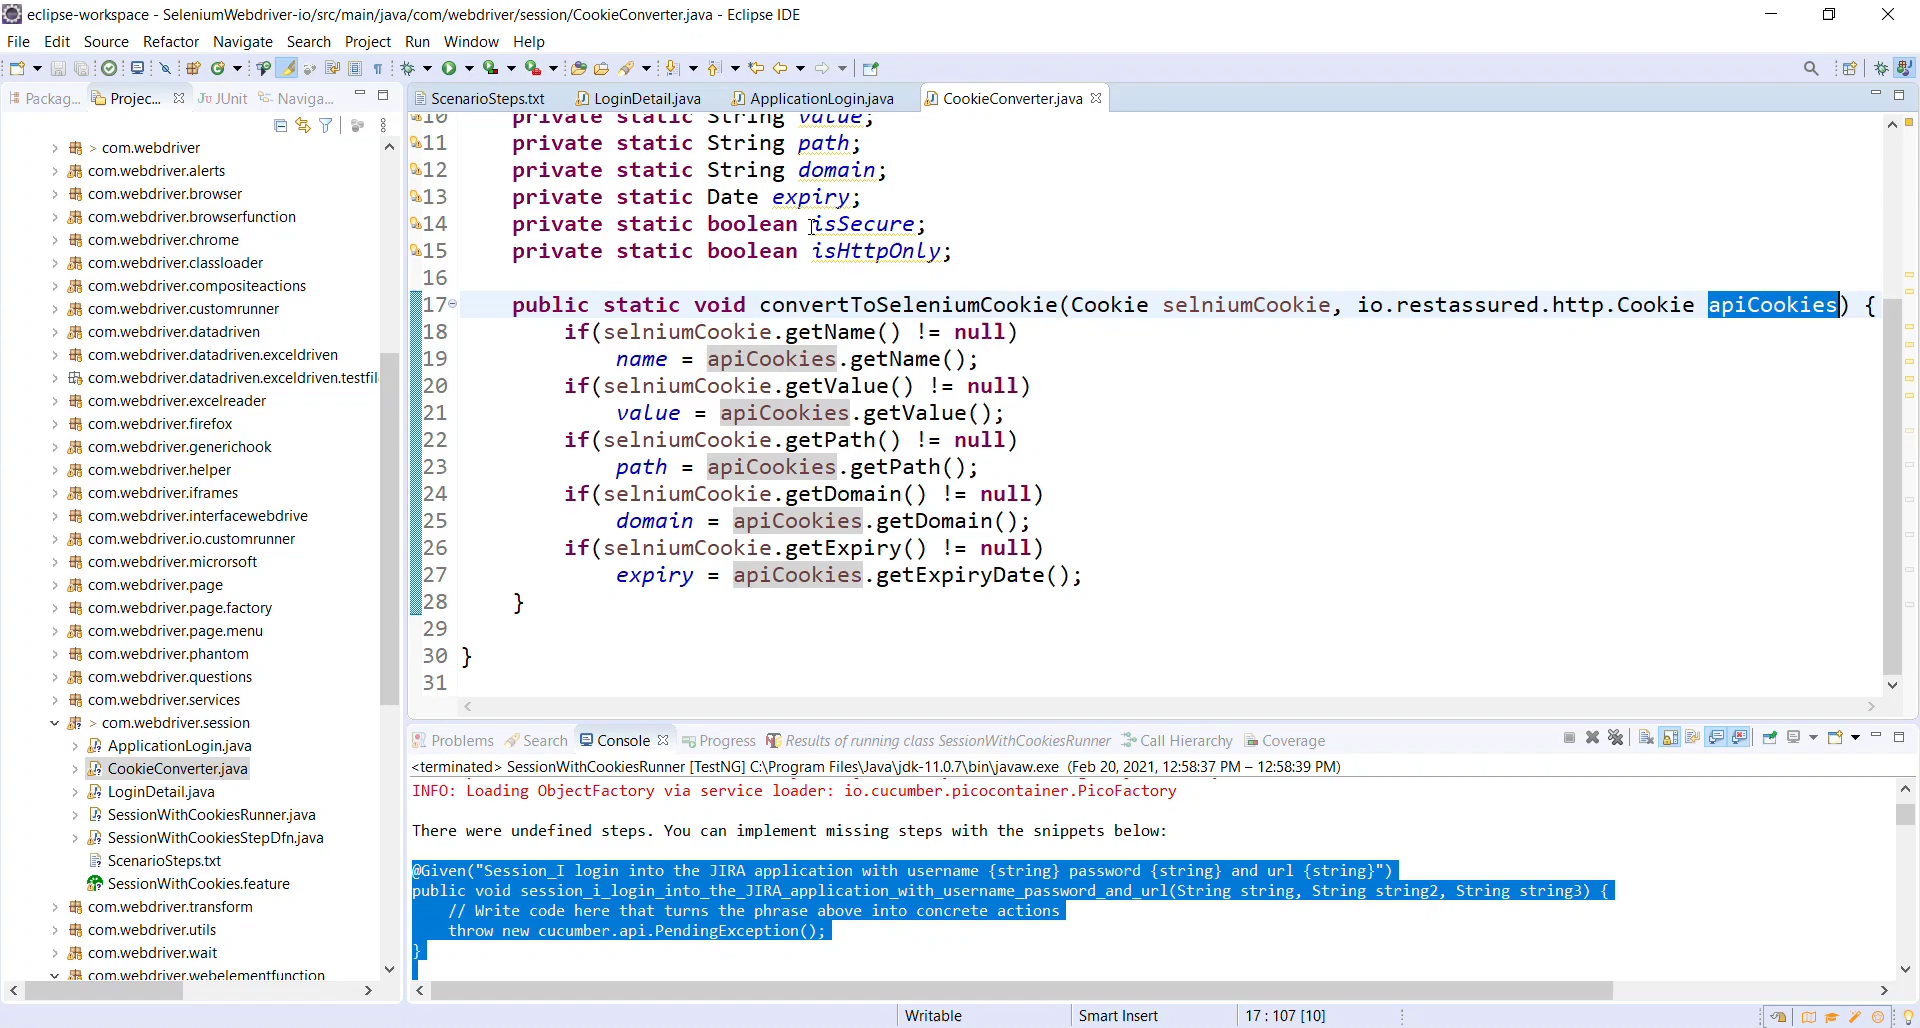 eclipse-workspace - SeleniumWebdriver-io/src/main/java/com/webdriver/session/CookieConverter.java - Eclipse IDE
File Edit Source Refactor Navigate Search Project Run Window Help
Packag... Projec... JUnit Naviga...
ScenarioSteps.txt LoginDetail.java ApplicationLogin.java CookieConverter.java
> com.webdriver
com.webdriver.alerts
com.webdriver.browser
com.webdriver.browserfunction
com.webdriver.chrome
com.webdriver.classloader
com.webdriver.compositeactions
com.webdriver.customrunner
com.webdriver.datadriven
com.webdriver.datadriven.exceldriven
com.webdriver.datadriven.exceldriven.testfil
com.webdriver.excelreader
com.webdriver.firefox
com.webdriver.generichook
com.webdriver.helper
com.webdriver.iframes
com.webdriver.interfacewebdrive
com.webdriver.io.customrunner
com.webdriver.microrsoft
com.webdriver.page
com.webdriver.page.factory
com.webdriver.page.menu
com.webdriver.phantom
com.webdriver.questions
com.webdriver.services
> com.webdriver.session
ApplicationLogin.java
CookieConverter.java
LoginDetail.java
SessionWithCookiesRunner.java
SessionWithCookiesStepDfn.java
ScenarioSteps.txt
SessionWithCookies.feature
com.webdriver.transform
com.webdriver.utils
com.webdriver.wait
com.webdriver.webelementfunction
10 private static String value;
11 private static String path;
12 private static String domain;
13 private static Date expiry;
14 private static boolean isSecure;
15 private static boolean isHttpOnly;
16
17 public static void convertToSeleniumCookie(Cookie selniumCookie, io.restassured.http.Cookie apiCookies) {
18 if(selniumCookie.getName() != null)
19 name = apiCookies.getName();
20 if(selniumCookie.getValue() != null)
21 value = apiCookies.getValue();
22 if(selniumCookie.getPath() != null)
23 path = apiCookies.getPath();
24 if(selniumCookie.getDomain() != null)
25 domain = apiCookies.getDomain();
26 if(selniumCookie.getExpiry() != null)
27 expiry = apiCookies.getExpiryDate();
28 }
29
30 }
31
Problems Search Console Progress Results of running class SessionWithCookiesRunner Call Hierarchy Coverage
<terminated> SessionWithCookiesRunner [TestNG] C:\Program Files\Java\jdk-11.0.7\bin\javaw.exe (Feb 20, 2021, 12:58:37 PM – 12:58:39 PM)
INFO: Loading ObjectFactory via service loader: io.cucumber.picocontainer.PicoFactory
There were undefined steps. You can implement missing steps with the snippets below:
@Given("Session_I login into the JIRA application with username {string} password {string} and url {string}")
public void session_i_login_into_the_JIRA_application_with_username_password_and_url(String string, String string2, String string3) {
// Write code here that turns the phrase above into concrete actions
throw new cucumber.api.PendingException();
}
Writable Smart Insert 17 : 107 [10]